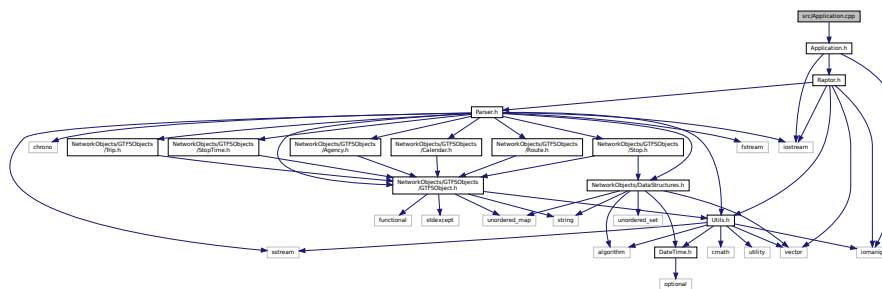 src/Application.cpp
Application.h
Raptor.h
Parser.h
chrono
NetworkObjects/GTFSObjects
/Trip.h
NetworkObjects/GTFSObjects
/StopTime.h
NetworkObjects/GTFSObjects
/Agency.h
NetworkObjects/GTFSObjects
/Calendar.h
NetworkObjects/GTFSObjects
/Route.h
NetworkObjects/GTFSObjects
/Stop.h
fstream
iostream
NetworkObjects/GTFSObjects
/GTFSObject.h
NetworkObjects/DataStructures.h
functional
stdexcept
unordered_map
string
unordered_set
Utils.h
sstream
algorithm
DateTime.h
cmath
utility
vector
iomanip
optional